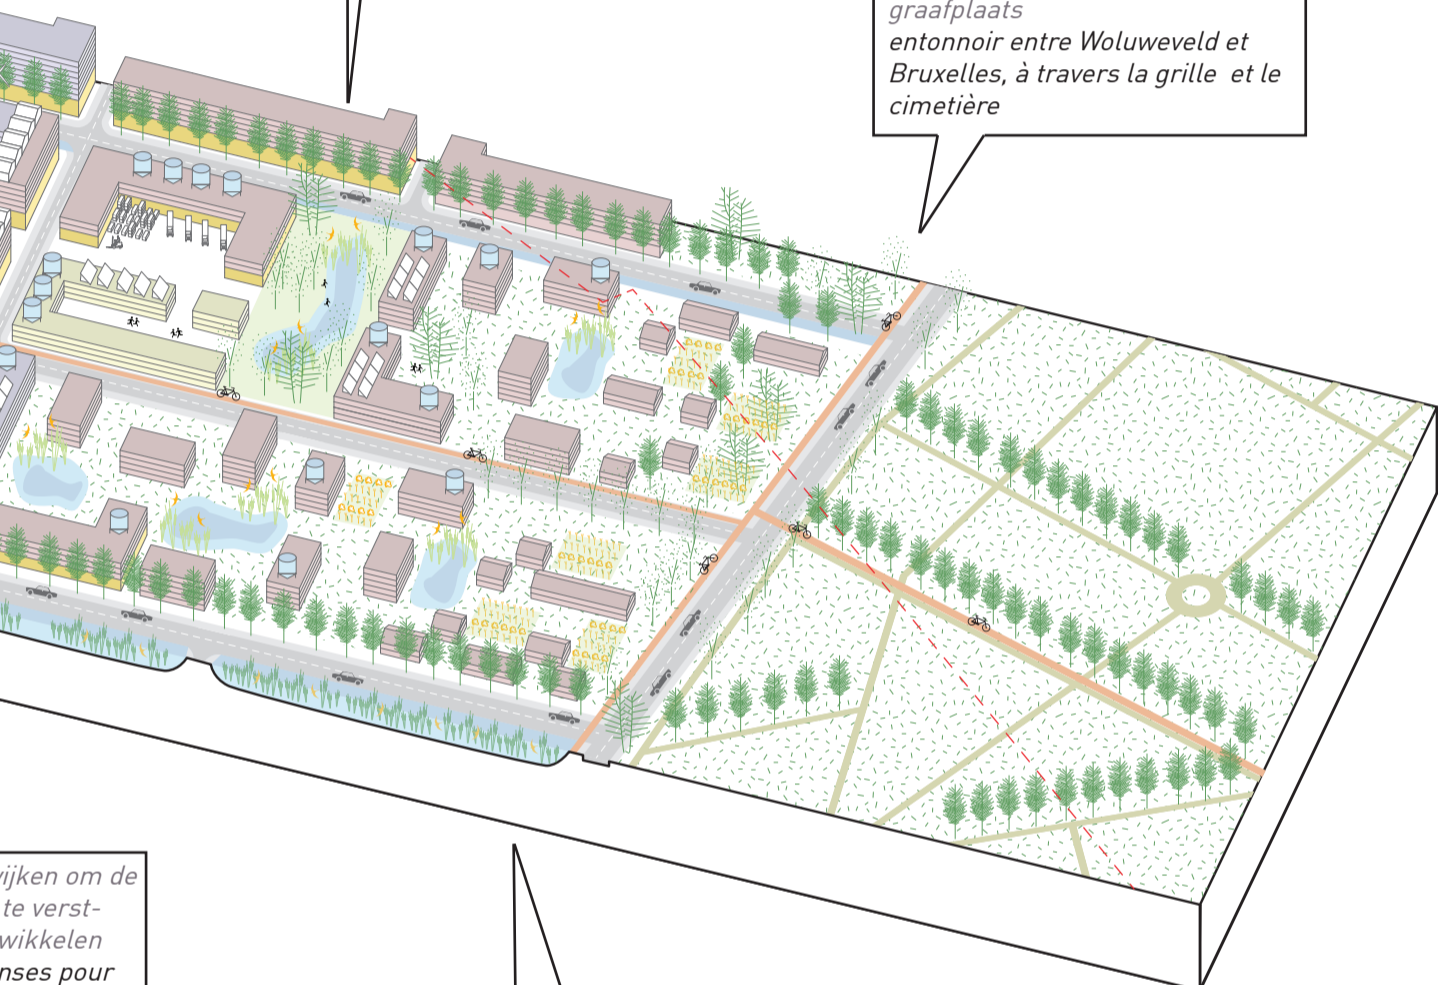 graafplaats
entonnoir entre Woluweveld et
Bruxelles, à travers la grille et le
cimetière
wijken om de
te verst-
wikkelen
nses pour